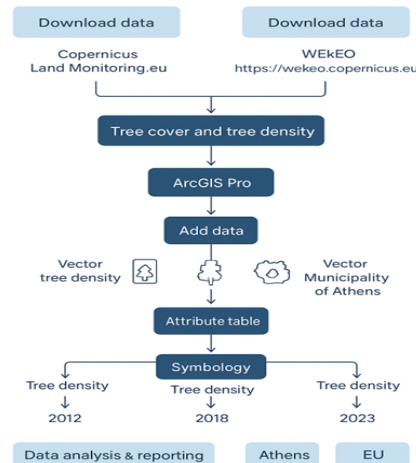 Download data
Download data
Copernicus
Land Monitoring.eu
WEkEO
https://wekeo.copernicus.eu
Tree cover and tree density
ArcGIS Pro
Add data
Vector
tree density
Vector
Municipality
of Athens
Attribute table
Symbology
Tree density
Tree density
Tree density
2012
2018
2023
Data analysis & reporting
Athens
EU